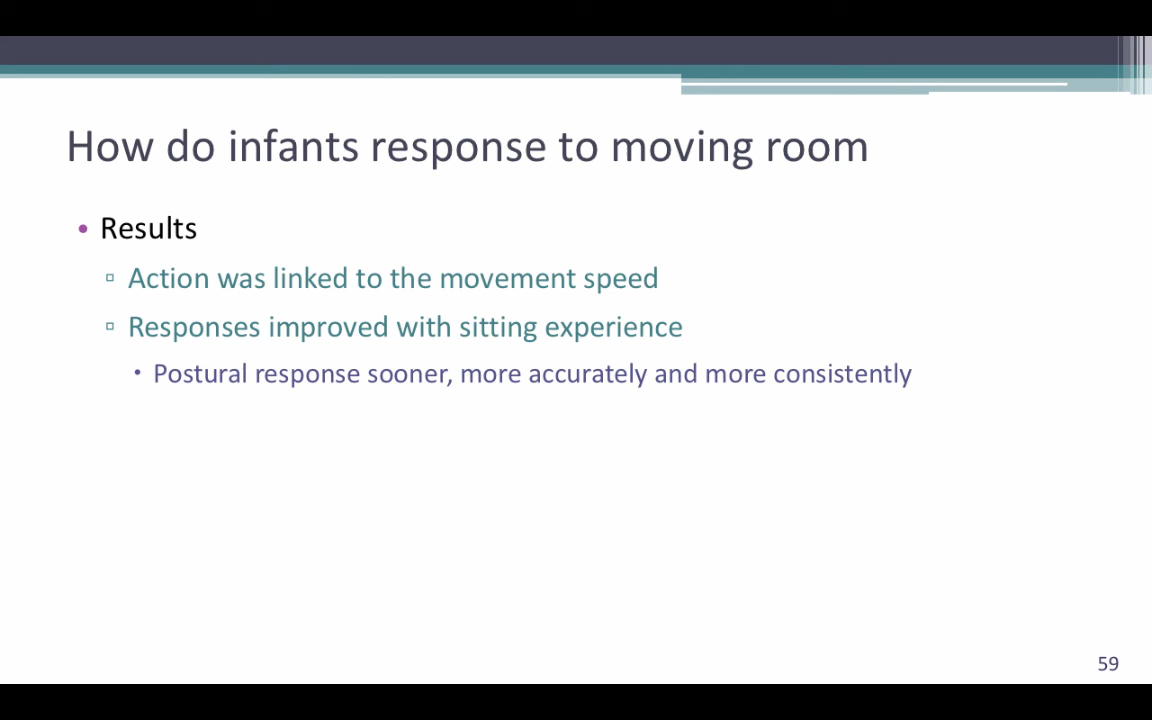 How do infants response to moving room
• Results
▫ Action was linked to the movement speed
▫ Responses improved with sitting experience
▪ Postural response sooner, more accurately and more consistently
59